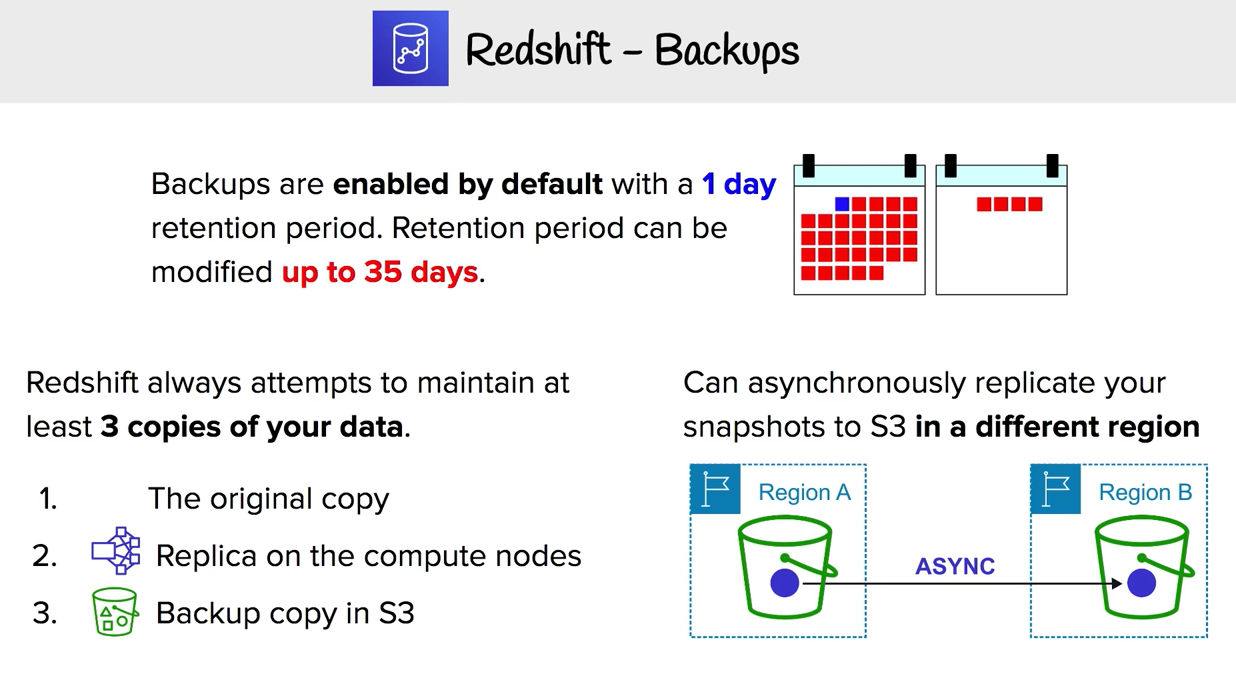 Redshift – Backups
Backups are enabled by default with a 1 day
retention period. Retention period can be
modified up to 35 days.
Redshift always attempts to maintain at
least 3 copies of your data.
1. The original copy
2. Replica on the compute nodes
3. Backup copy in S3
Can asynchronously replicate your
snapshots to S3 in a different region
Region A
Region B
ASYNC